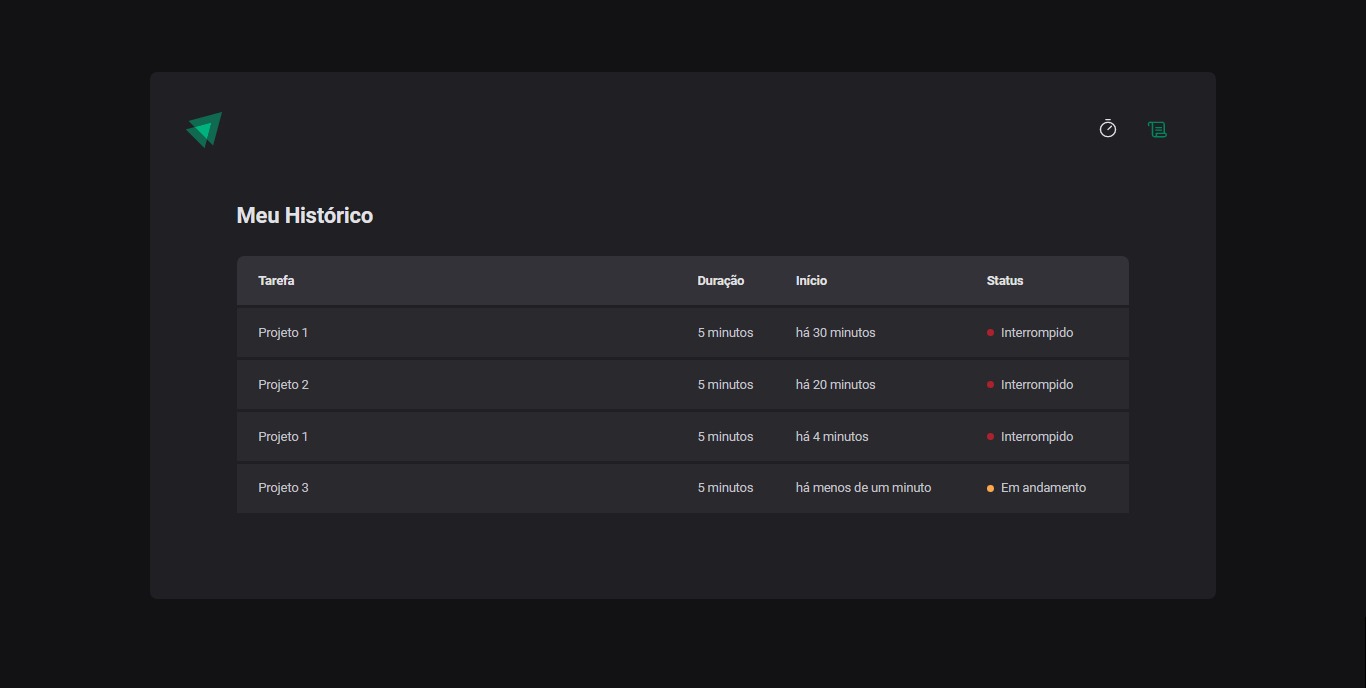 Meu Histórico
Tarefa Duração Início Status
Projeto 1 5 minutos há 30 minutos Interrompido
Projeto 2 5 minutos há 20 minutos Interrompido
Projeto 1 5 minutos há 4 minutos Interrompido
Projeto 3 5 minutos há menos de um minuto Em andamento